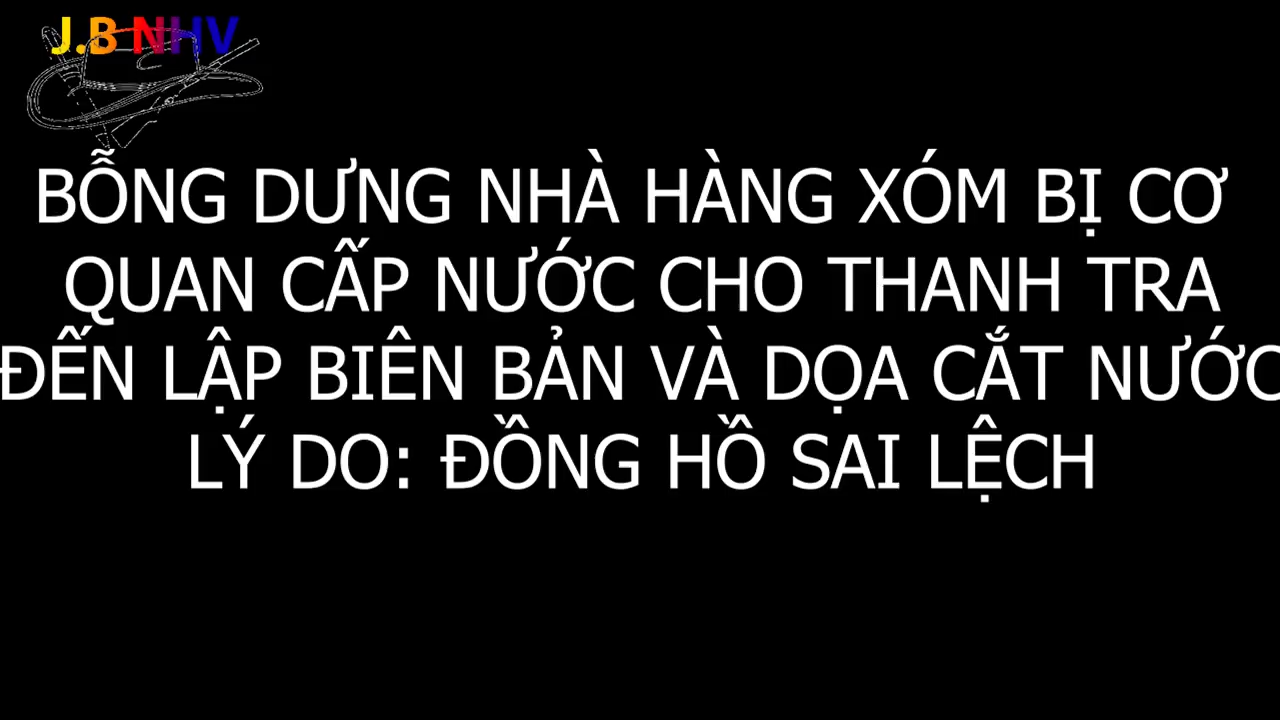 J.B NHV
BỖNG DƯNG NHÀ HÀNG XÓM BỊ CƠ
QUAN CẤP NƯỚC CHO THANH TRA
ĐẾN LẬP BIÊN BẢN VÀ DỌA CẮT NƯỚC
LÝ DO: ĐỒNG HỒ SAI LỆCH